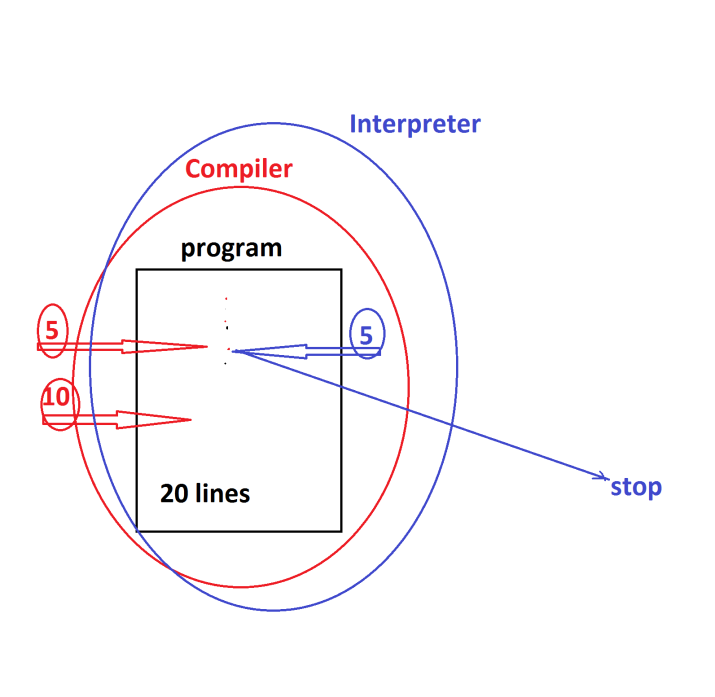 Interpreter
Compiler
program
5
5
10
20 lines
stop